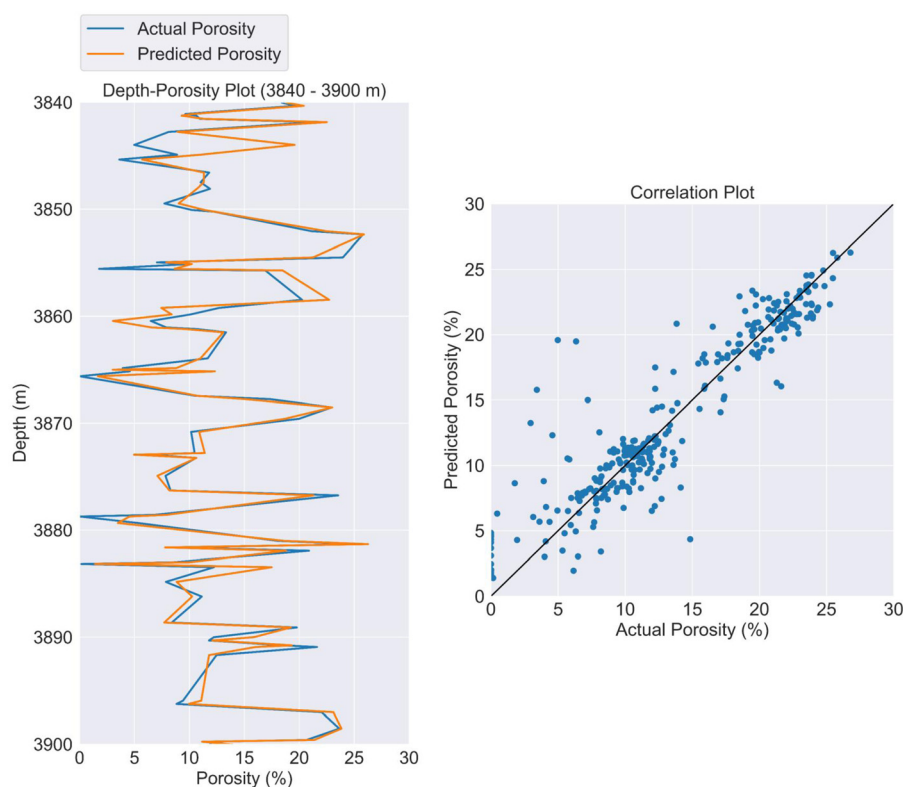 Actual Porosity
Predicted Porosity
Depth-Porosity Plot (3840 - 3900 m)
3840
3850
3860
3870
3880
3890
3900
Depth (m)
0 5 10 15 20 25 30
Porosity (%)
Correlation Plot
30
25
20
15
10
5
0
Predicted Porosity (%)
0 5 10 15 20 25 30
Actual Porosity (%)